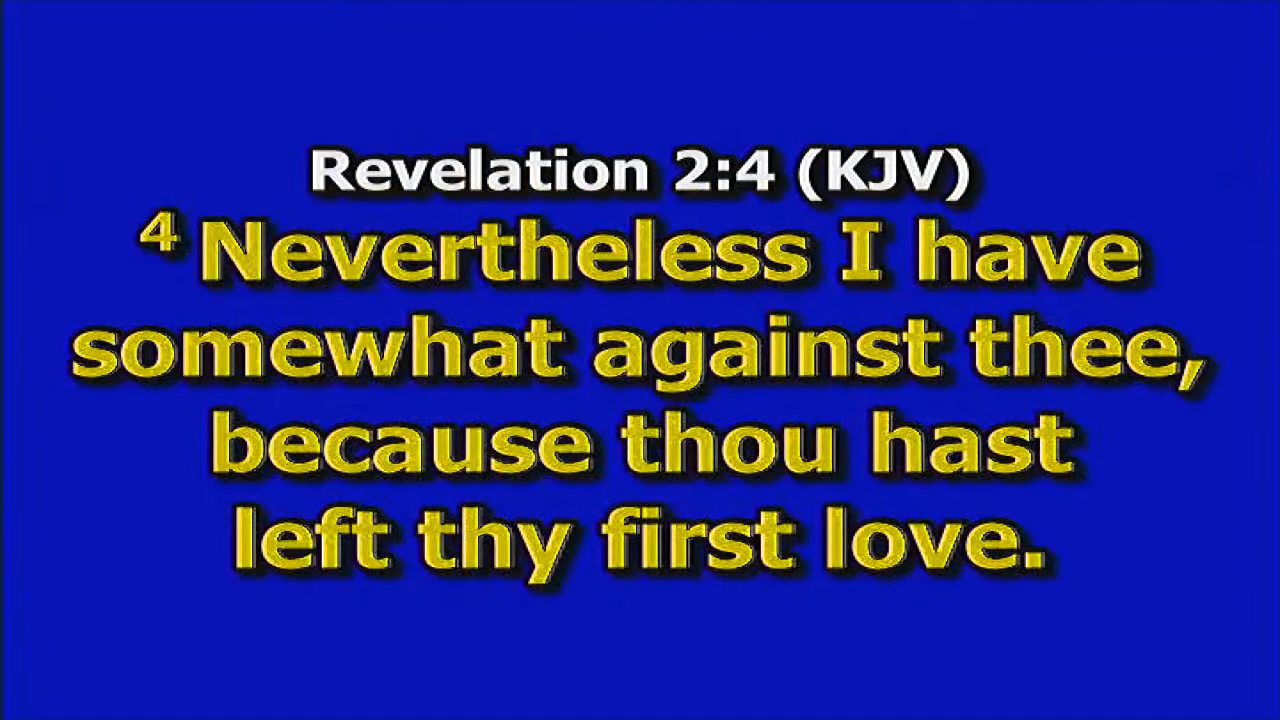 Revelation 2:4 (KJV)
4 Nevertheless I have
somewhat against thee,
because thou hast
left thy first love.